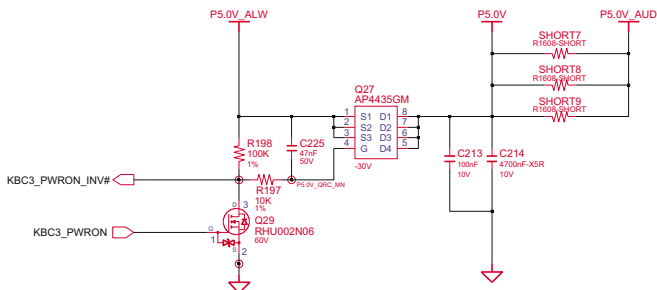 P5.0V_ALW
P5.0V
P5.0V_AUD
SHORT7
R1608-SHORT
SHORT8
R1608-SHORT
SHORT9
R1608-SHORT
Q27
AP4435GM
1 S1 D1 8
2 S2 D2 7
3 S3 D3 6
4 G D4 5
-30V
R198
100K
1%
C225
47nF
50V
C213
100nF
10V
C214
4700nF-X5R
10V
KBC3_PWRON_INV#
R197
10K
1%
P5.0V_QRC_MN
D 3
Q29
RHU002N06
60V
KBC3_PWRON
G
1
S
2